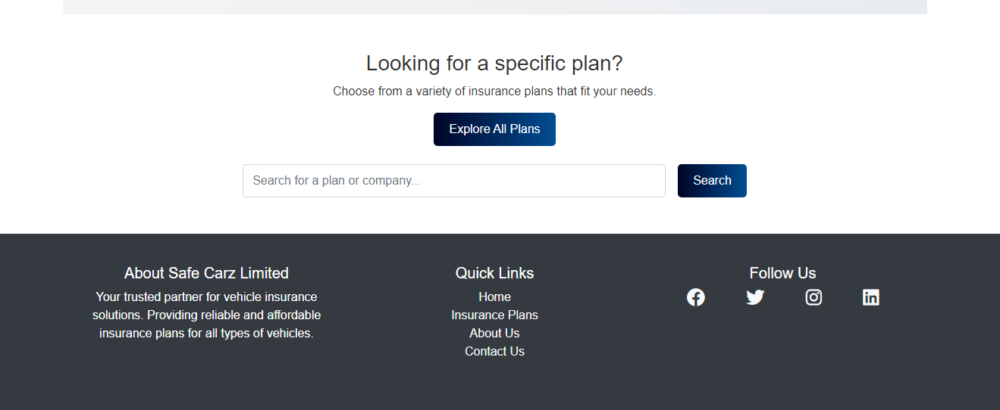 Looking for a specific plan?
Choose from a variety of insurance plans that fit your needs.
Explore All Plans
Search for a plan or company...
Search
About Safe Carz Limited
Your trusted partner for vehicle insurance
solutions. Providing reliable and affordable
insurance plans for all types of vehicles.
Quick Links
Home
Insurance Plans
About Us
Contact Us
Follow Us